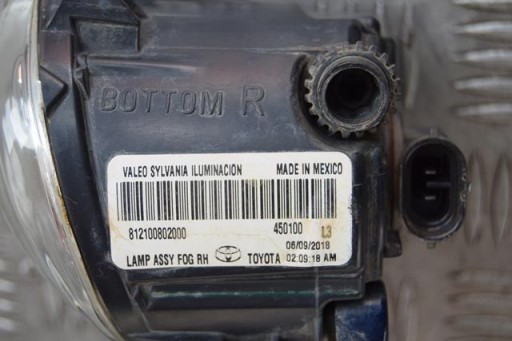 BOTTOM R
VALEO SYLVANIA ILUMINACION MADE IN MEXICO
812100802000 450100 L3
06/09/2018
LAMP ASSY FOG RH TOYOTA 02:09:18 AM